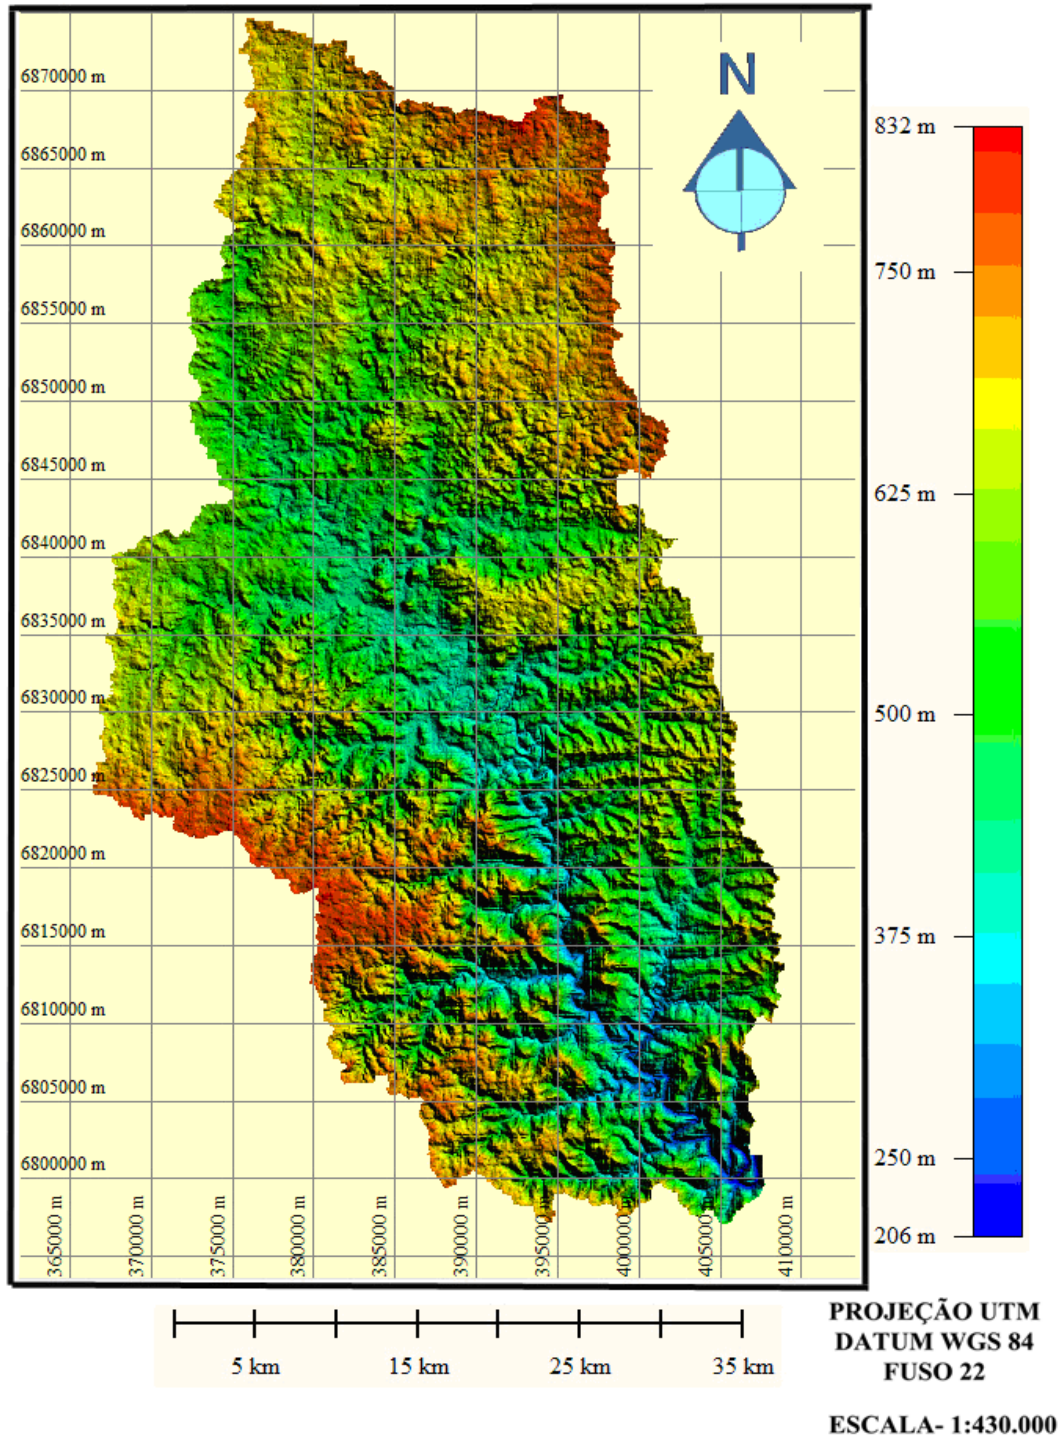 N
6870000 m
6865000 m
6860000 m
6855000 m
6850000 m
6845000 m
6840000 m
6835000 m
6830000 m
6825000 m
6820000 m
6815000 m
6810000 m
6805000 m
6800000 m
365000 m
370000 m
375000 m
380000 m
385000 m
390000 m
395000 m
400000 m
405000 m
410000 m
832 m
750 m
625 m
500 m
375 m
250 m
206 m
5 km
15 km
25 km
35 km
PROJEÇÃO UTM
DATUM WGS 84
FUSO 22
ESCALA- 1:430.000